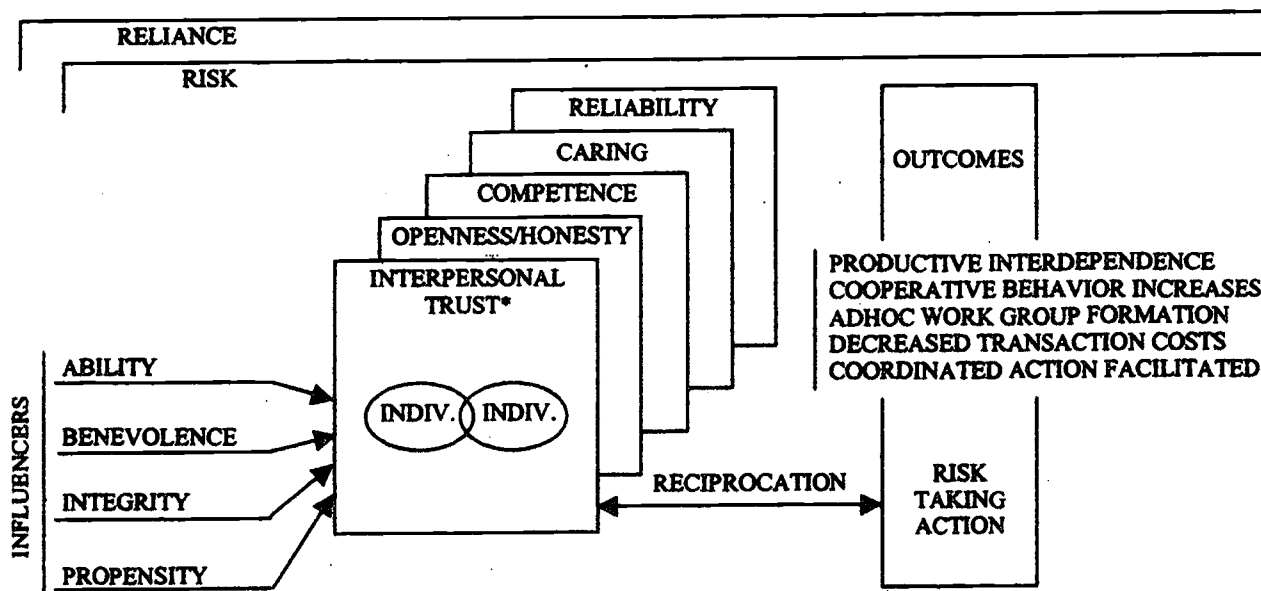 RELIANCE
RISK
RELIABILITY
CARING
COMPETENCE
OPENNESS/HONESTY
INTERPERSONAL
TRUST*
INDIV. INDIV.
INFLUENCERS
ABILITY
BENEVOLENCE
INTEGRITY
PROPENSITY
RECIPROCATION
OUTCOMES
PRODUCTIVE INTERDEPENDENCE
COOPERATIVE BEHAVIOR INCREASES
ADHOC WORK GROUP FORMATION
DECREASED TRANSACTION COSTS
COORDINATED ACTION FACILITATED
RISK
TAKING
ACTION